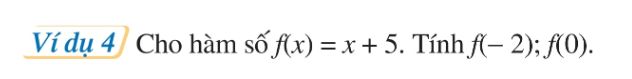 Ví dụ 4 Cho hàm số f(x) = x + 5. Tính f(− 2); f(0).